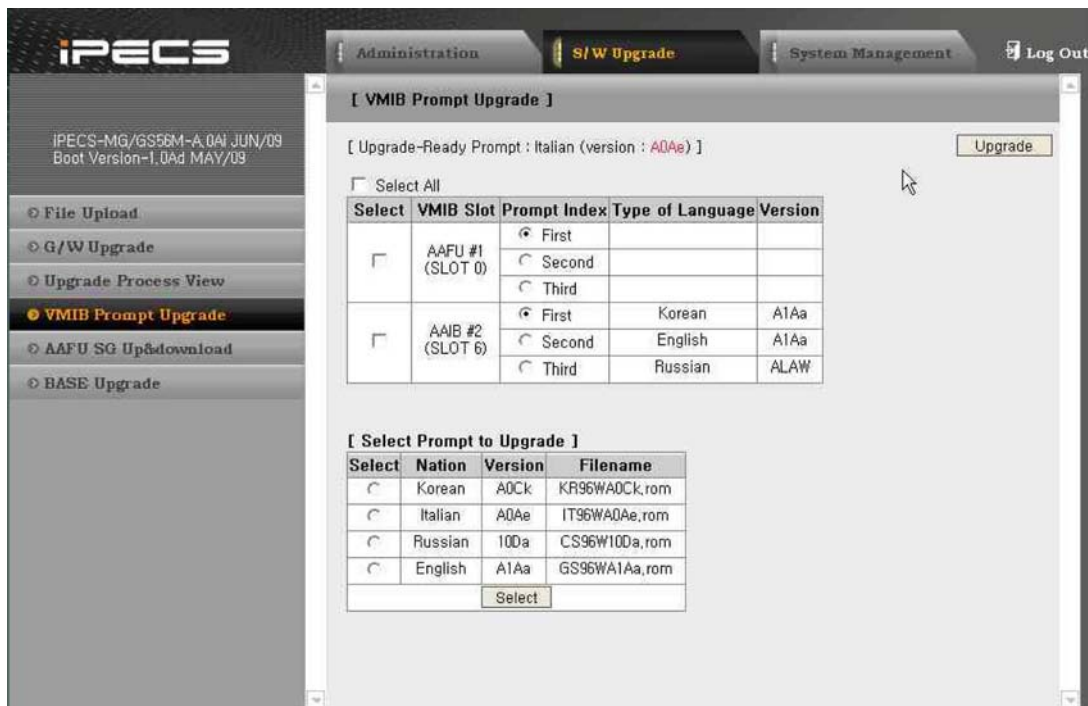 iPECS
Administration
S/W Upgrade
System Management
Log Out
iPECS-MG/GS56M-A.0Ai JUN/09
Boot Version-1.0Ad MAY/09
File Upload
G/W Upgrade
Upgrade Process View
VMIB Prompt Upgrade
AAFU SG Up&download
BASE Upgrade
[ VMIB Prompt Upgrade ]
[ Upgrade-Ready Prompt : Italian (version : A0Ae) ]
Upgrade
Select All
Select VMIB Slot Prompt Index Type of Language Version
AAFU #1
(SLOT 0)
First
Second
Third
AAIB #2
(SLOT 6)
First Korean A1Aa
Second English A1Aa
Third Russian ALAW
[ Select Prompt to Upgrade ]
Select Nation Version Filename
Korean A0Ck KR96WA0Ck.rom
Italian A0Ae IT96WA0Ae.rom
Russian 10Da CS96W10Da.rom
English A1Aa GS96WA1Aa.rom
Select